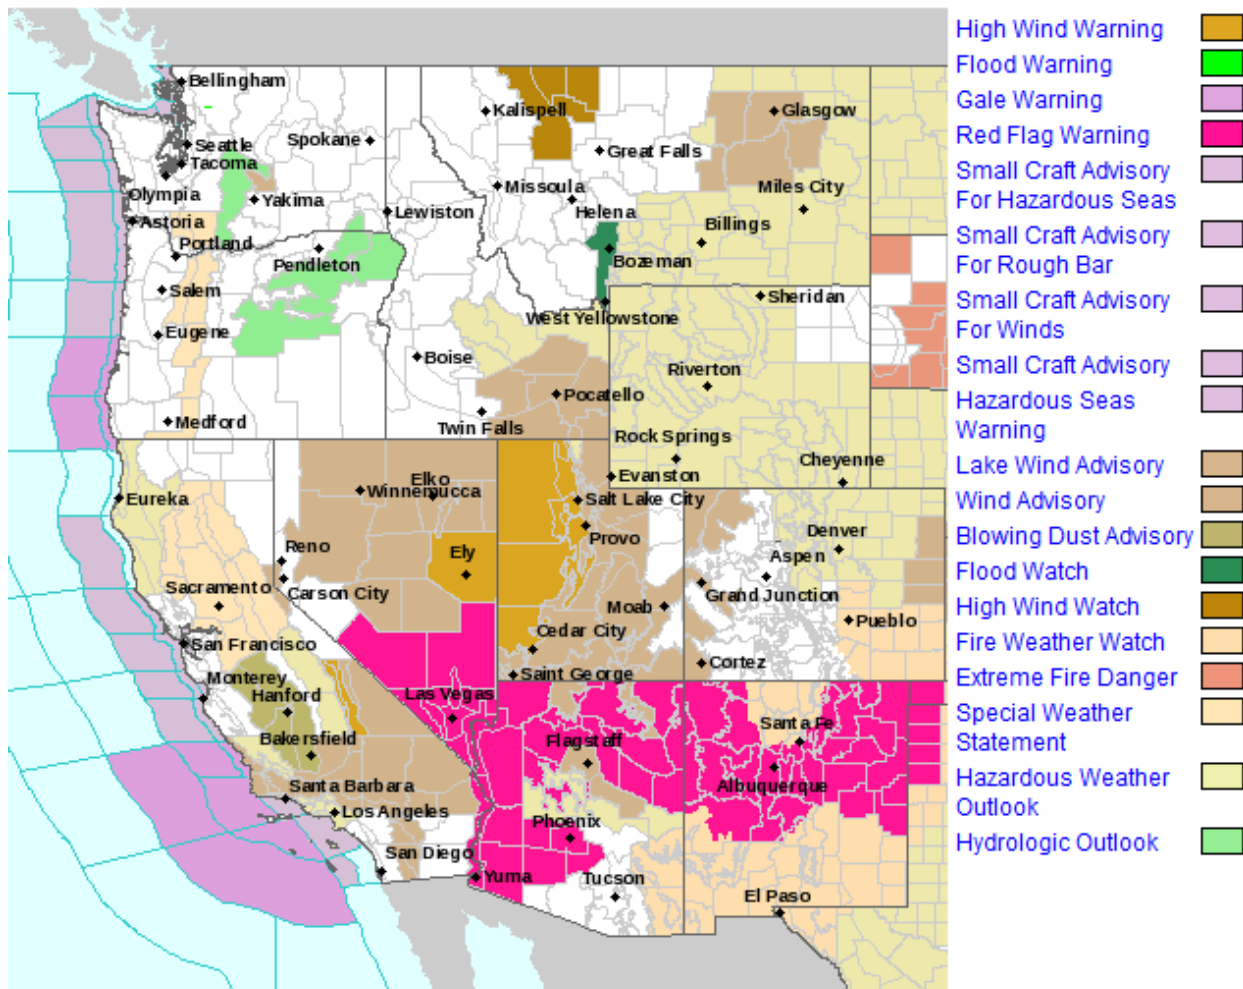 Bellingham
Kalispell
Glasgow
Spokane
Seattle
Great Falls
Tacoma
Missoula
Miles City
Olympia
Yakima
Lewiston
Helena
Astoria
Billings
Portland
Pendleton
Bozeman
Salem
Sheridan
West Yellowstone
Eugene
Boise
Riverton
Pocatello
Medford
Twin Falls
Rock Springs
Cheyenne
Elko
Evanston
Winnemucca
Eureka
Salt Lake City
Denver
Provo
Reno
Ely
Aspen
Sacramento
Carson City
Grand Junction
Moab
Pueblo
Cedar City
San Francisco
Cortez
Saint George
Monterey
Hanford
Las Vegas
Santa Fe
Bakersfield
Flagstaff
Santa Barbara
Albuquerque
Los Angeles
Phoenix
San Diego
Yuma
Tucson
El Paso
High Wind Warning
Flood Warning
Gale Warning
Red Flag Warning
Small Craft Advisory
For Hazardous Seas
Small Craft Advisory
For Rough Bar
Small Craft Advisory
For Winds
Small Craft Advisory
Hazardous Seas
Warning
Lake Wind Advisory
Wind Advisory
Blowing Dust Advisory
Flood Watch
High Wind Watch
Fire Weather Watch
Extreme Fire Danger
Special Weather
Statement
Hazardous Weather
Outlook
Hydrologic Outlook